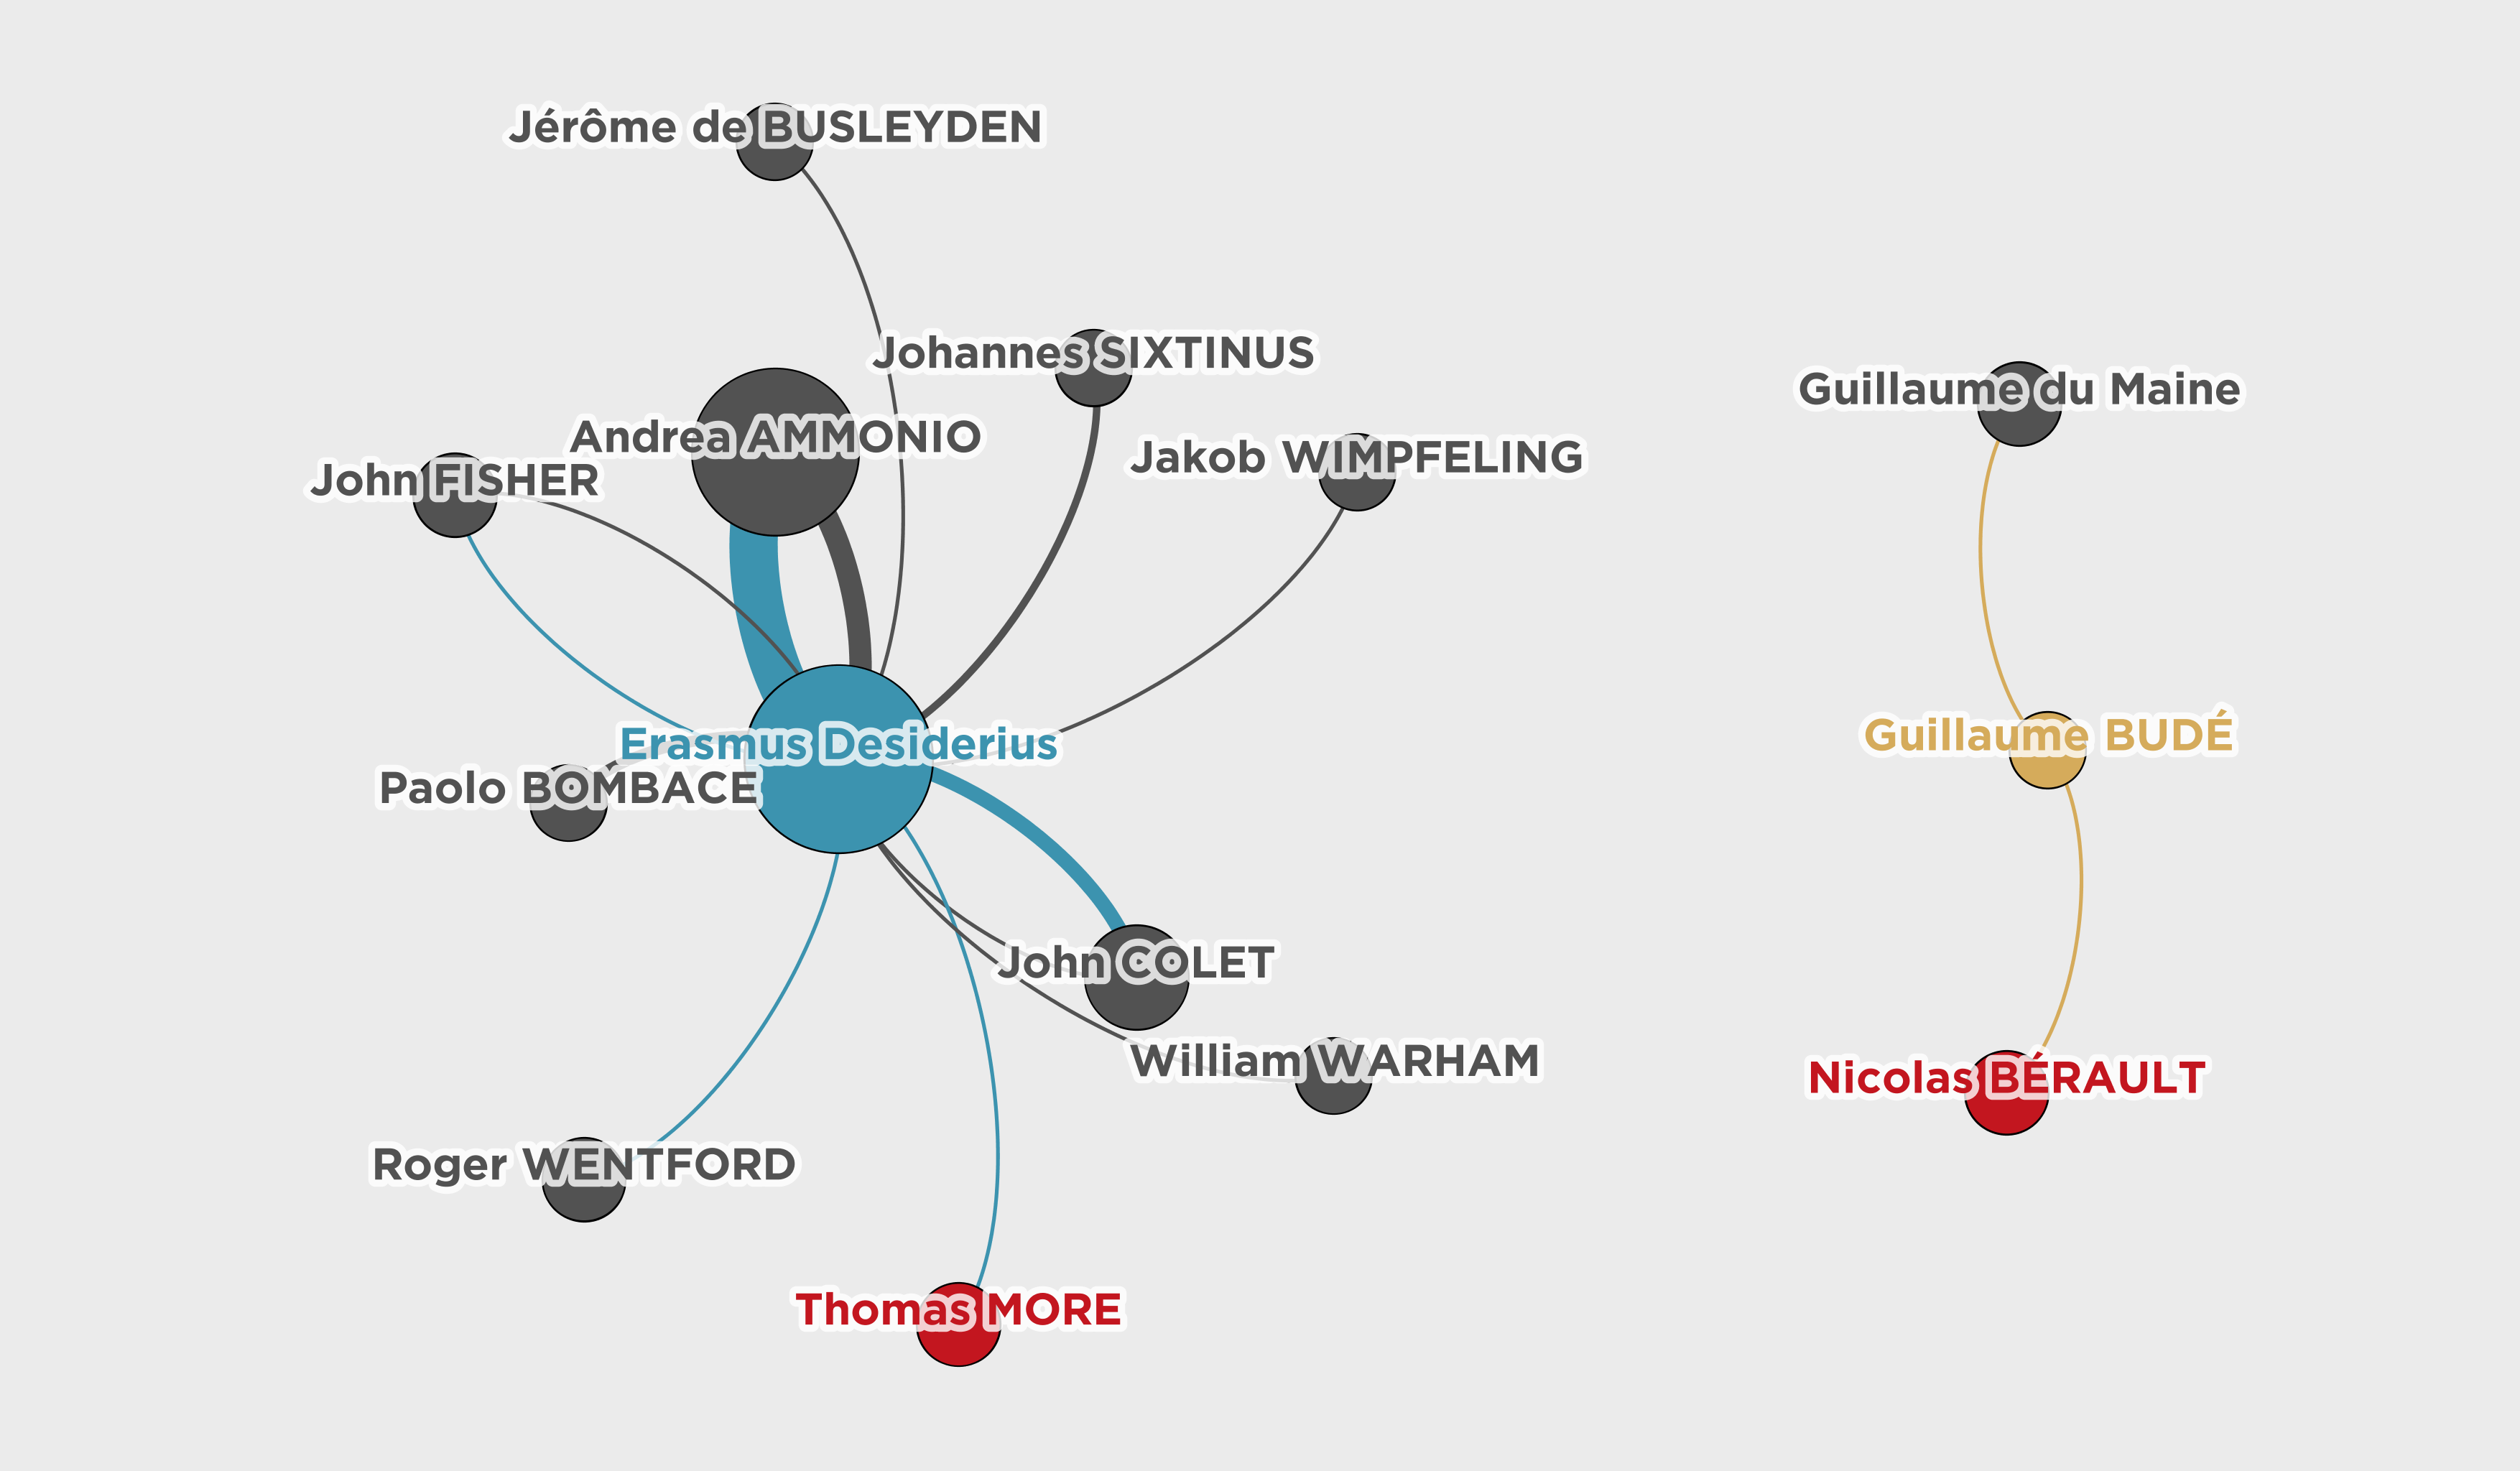 Jérôme de BUSLEYDEN
Johannes SIXTINUS
Guillaume du Maine
Andrea AMMONIO
Jakob WIMPFELING
John FISHER
Guillaume BUDÉ
Erasmus Desiderius
Paolo BOMBACE
John COLET
William WARHAM
Nicolas BÉRAULT
Roger WENTFORD
Thomas MORE